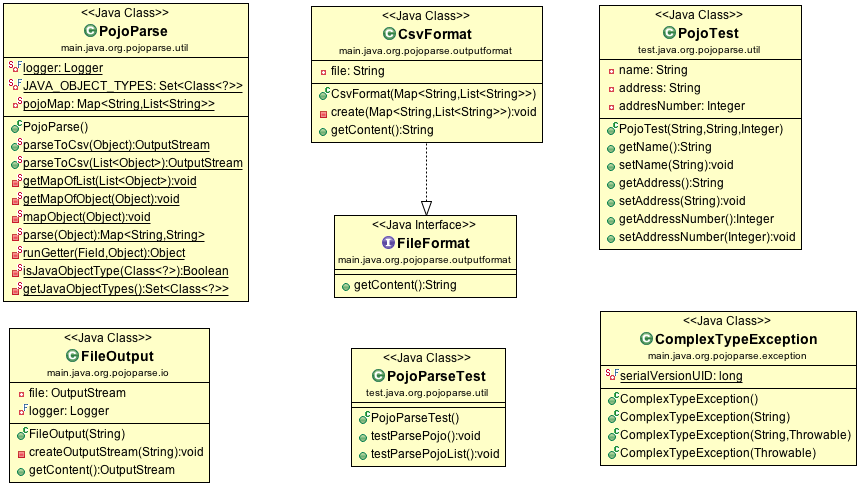 <<Java Class>>
PojoParse
main.java.org.pojoparse.util
logger: Logger
JAVA_OBJECT_TYPES: Set<Class<?>>
pojoMap: Map<String,List<String>>
PojoParse()
parseToCsv(Object):OutputStream
parseToCsv(List<Object>):OutputStream
getMapOfList(List<Object>):void
getMapOfObject(Object):void
mapObject(Object):void
parse(Object):Map<String,String>
runGetter(Field,Object):Object
isJavaObjectType(Class<?>):Boolean
getJavaObjectTypes():Set<Class<?>>
<<Java Class>>
CsvFormat
main.java.org.pojoparse.outputformat
file: String
CsvFormat(Map<String,List<String>>)
create(Map<String,List<String>>):void
getContent():String
<<Java Class>>
PojoTest
test.java.org.pojoparse.util
name: String
address: String
addresNumber: Integer
PojoTest(String,String,Integer)
getName():String
setName(String):void
getAddress():String
setAddress(String):void
getAddressNumber():Integer
setAddressNumber(Integer):void
<<Java Interface>>
FileFormat
main.java.org.pojoparse.outputformat
getContent():String
<<Java Class>>
FileOutput
main.java.org.pojoparse.io
file: OutputStream
logger: Logger
FileOutput(String)
createOutputStream(String):void
getContent():OutputStream
<<Java Class>>
PojoParseTest
test.java.org.pojoparse.util
PojoParseTest()
testParsePojo():void
testParsePojoList():void
<<Java Class>>
ComplexTypeException
main.java.org.pojoparse.exception
serialVersionUID: long
ComplexTypeException()
ComplexTypeException(String)
ComplexTypeException(String,Throwable)
ComplexTypeException(Throwable)